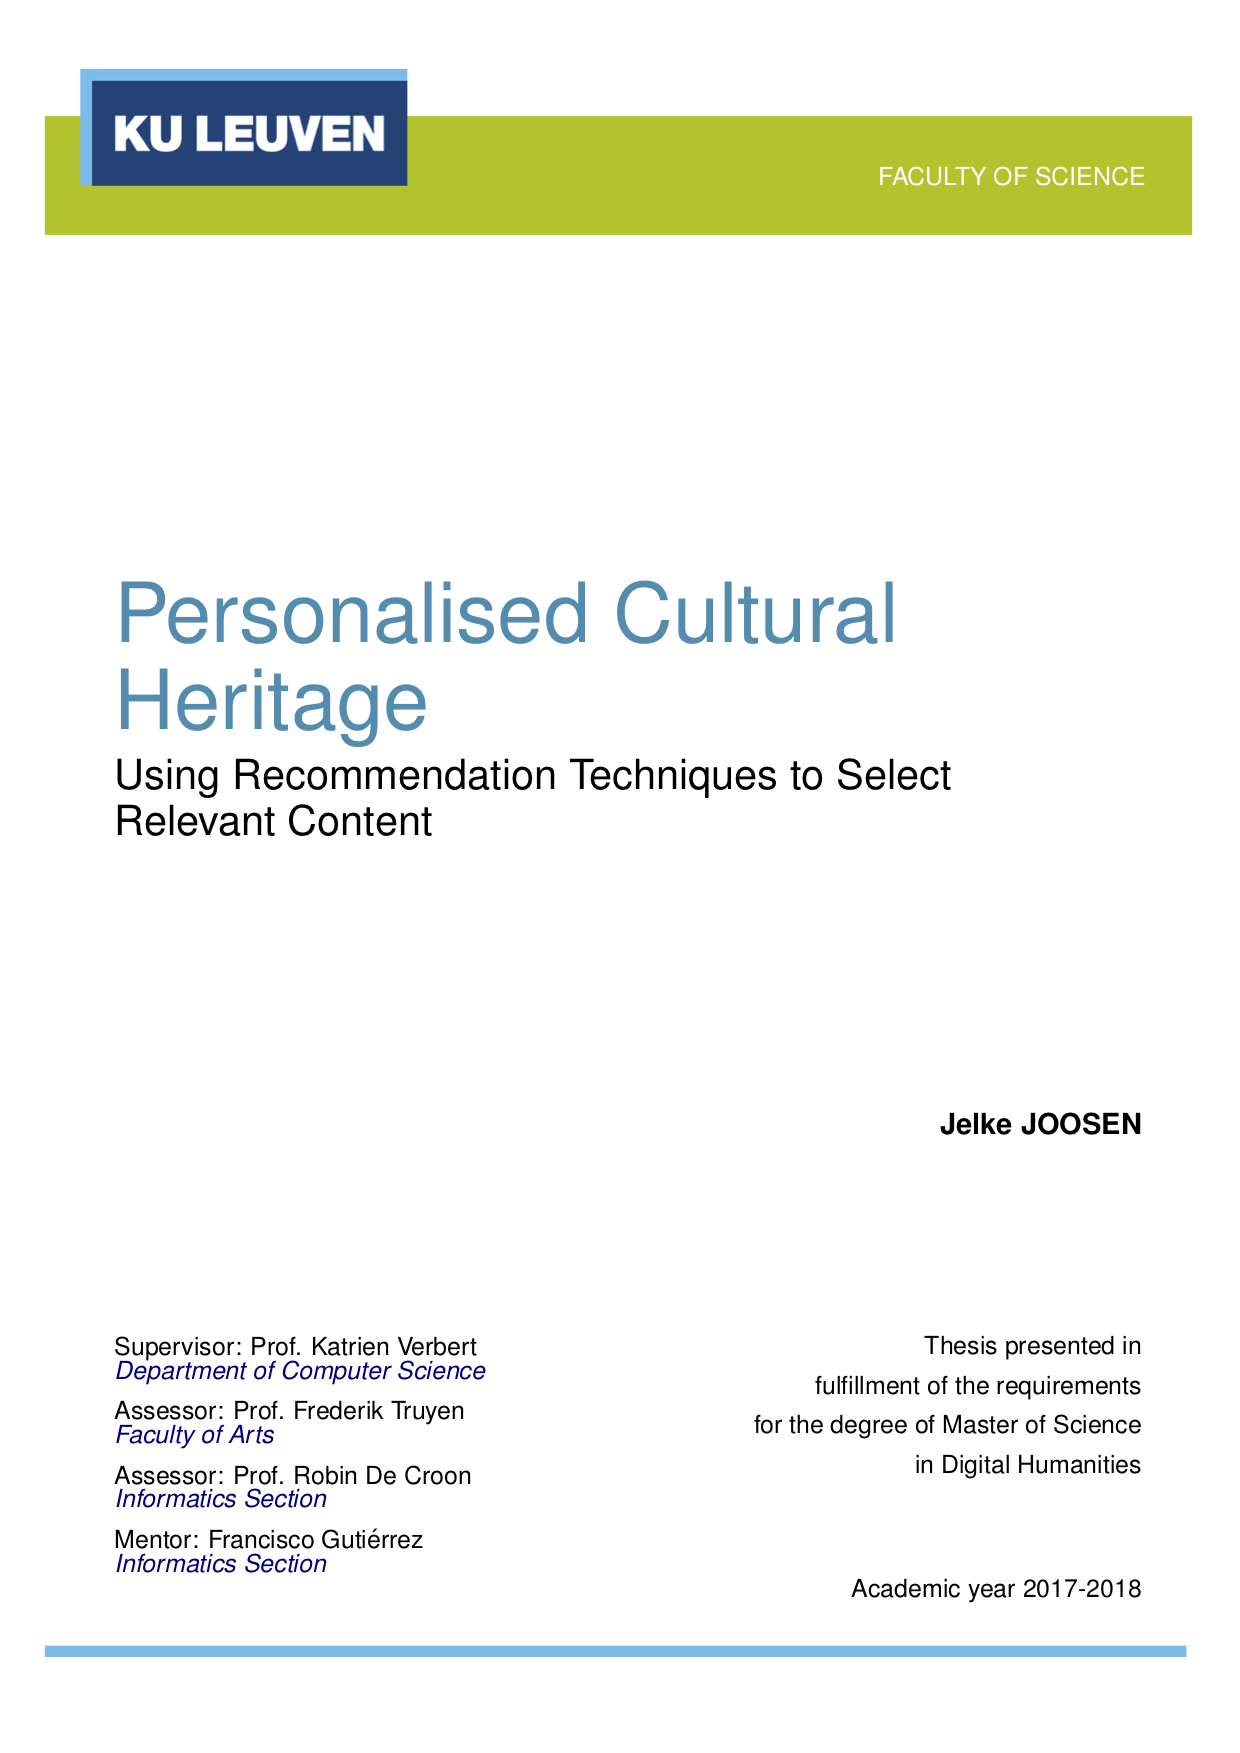 KU LEUVEN
FACULTY OF SCIENCE
Personalised Cultural
Heritage
Using Recommendation Techniques to Select
Relevant Content
Jelke JOOSEN
Supervisor: Prof. Katrien Verbert
Department of Computer Science
Assessor: Prof. Frederik Truyen
Faculty of Arts
Assessor: Prof. Robin De Croon
Informatics Section
Mentor: Francisco Gutiérrez
Informatics Section
Thesis presented in
fulfillment of the requirements
for the degree of Master of Science
in Digital Humanities
Academic year 2017-2018